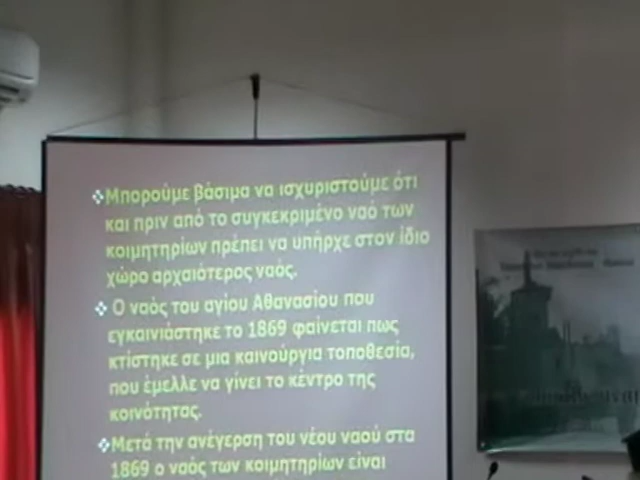 Μπορούμε βάσιμα να ισχυριστούμε ότι
και πριν από το συγκεκριμένο ναό των
κοιμητηρίων πρέπει να υπήρχε στον ίδιο
χώρο αρχαιότερος ναός.
Ο ναός του αγίου Αθανασίου που
εγκαινιάστηκε το 1869 φαίνεται πως
κτίστηκε σε μια καινούργια τοποθεσία,
που έμελλε να γίνει το κέντρο της
κοινότητας.
Μετά την ανέγερση του νέου ναού στα
1869 ο ναός των κοιμητηρίων είναι